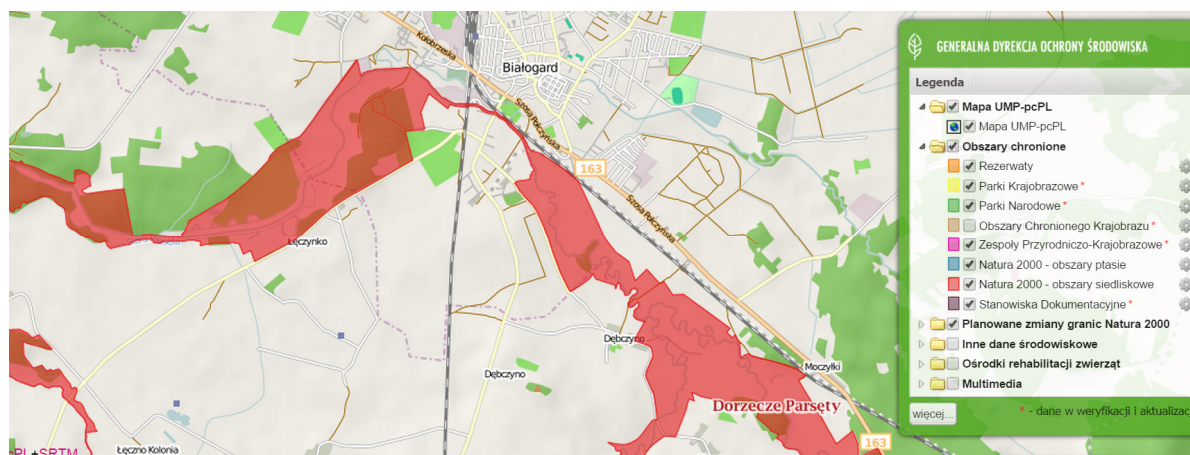 Kołobrzeska
Białogard
Szosa Połczyńska
163
Szosa Połczyńska
Łęczynko
Dębczyno
Dębczyno
Moczyłki
Dorzecze Parsęty
163
Łęczno Kolonia
cPL+SRTM
GENERALNA DYREKCJA OCHRONY ŚRODOWISKA
Legenda
Mapa UMP-pcPL
Mapa UMP-pcPL
Obszary chronione
Rezerwaty
Parki Krajobrazowe *
Parki Narodowe *
Obszary Chronionego Krajobrazu *
Zespoły Przyrodniczo-Krajobrazowe *
Natura 2000 - obszary ptasie
Natura 2000 - obszary siedliskowe
Stanowiska Dokumentacyjne *
Planowane zmiany granic Natura 2000
Inne dane środowiskowe
Ośrodki rehabilitacji zwierząt
Multimedia
więcej...
* - dane w weryfikacji i aktualizac